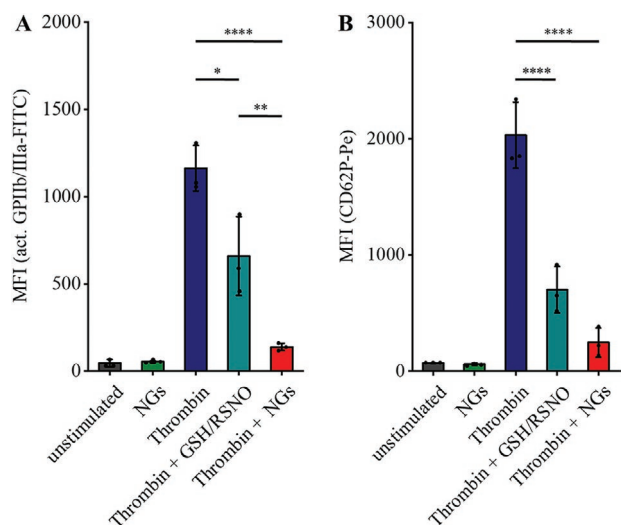 A
MFI (act. GPIIb/IIIa-FITC)
2000
1500
1000
500
0
****
*
**
unstimulated
NGs
Thrombin
Thrombin + GSH/RSNO
Thrombin + NGs
B
MFI (CD62P-Pe)
3000
2000
1000
0
****
****
unstimulated
NGs
Thrombin
Thrombin + GSH/RSNO
Thrombin + NGs